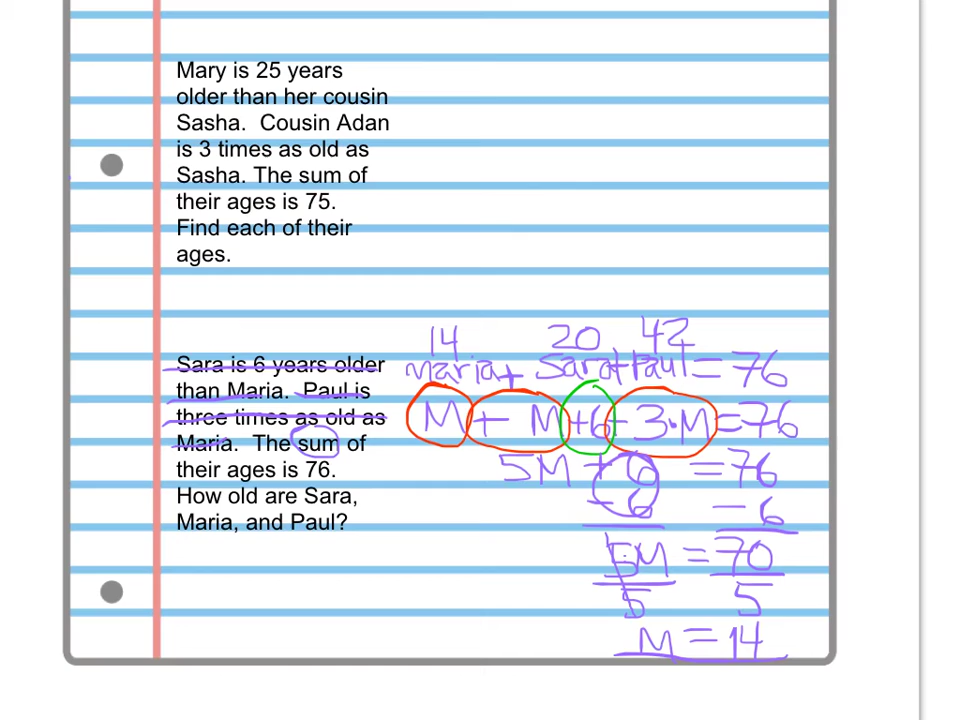 Mary is 25 years
older than her cousin
Sasha. Cousin Adan
is 3 times as old as
Sasha. The sum of
their ages is 75.
Find each of their
ages.
Sara is 6 years older
than Maria. Paul is
three times as old as
Maria. The sum of
their ages is 76.
How old are Sara,
Maria, and Paul?
14 20 42
Maria + Sara + Paul = 76
M + M + 6 + 3 · M = 76
5M + 6 = 76
- 6 - 6
5M = 70
5 5
M = 14